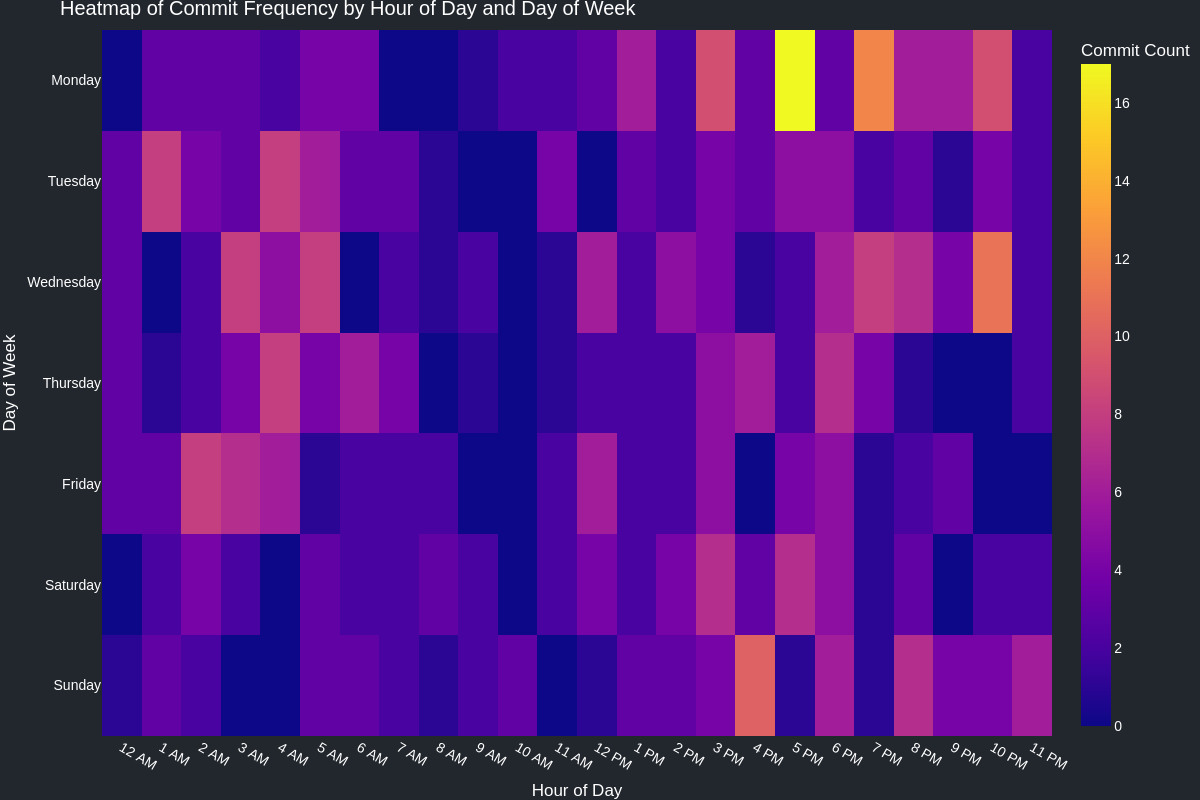 Heatmap of Commit Frequency by Hour of Day and Day of Week
Commit Count
16
14
12
10
8
6
4
2
0
Day of Week
Monday
Tuesday
Wednesday
Thursday
Friday
Saturday
Sunday
12 AM 1 AM 2 AM 3 AM 4 AM 5 AM 6 AM 7 AM 8 AM 9 AM 10 AM 11 AM 12 PM 1 PM 2 PM 3 PM 4 PM 5 PM 6 PM 7 PM 8 PM 9 PM 10 PM 11 PM
Hour of Day